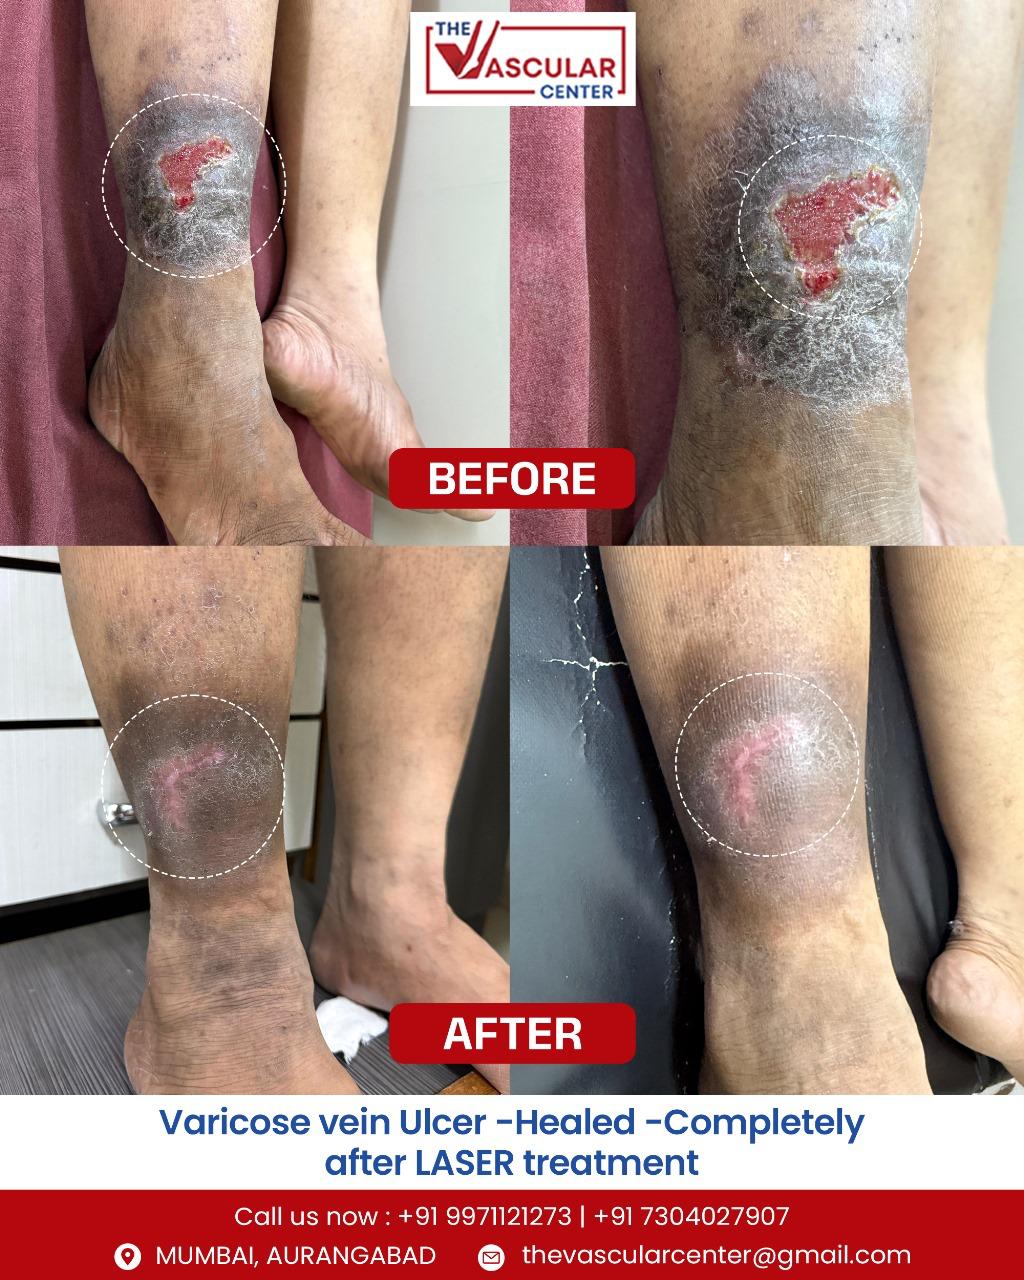 THE
VASCULAR
CENTER
BEFORE
AFTER
Varicose vein Ulcer -Healed -Completely
after LASER treatment
Call us now : +91 9971121273 | +91 7304027907
MUMBAI, AURANGABAD thevascularcenter@gmail.com